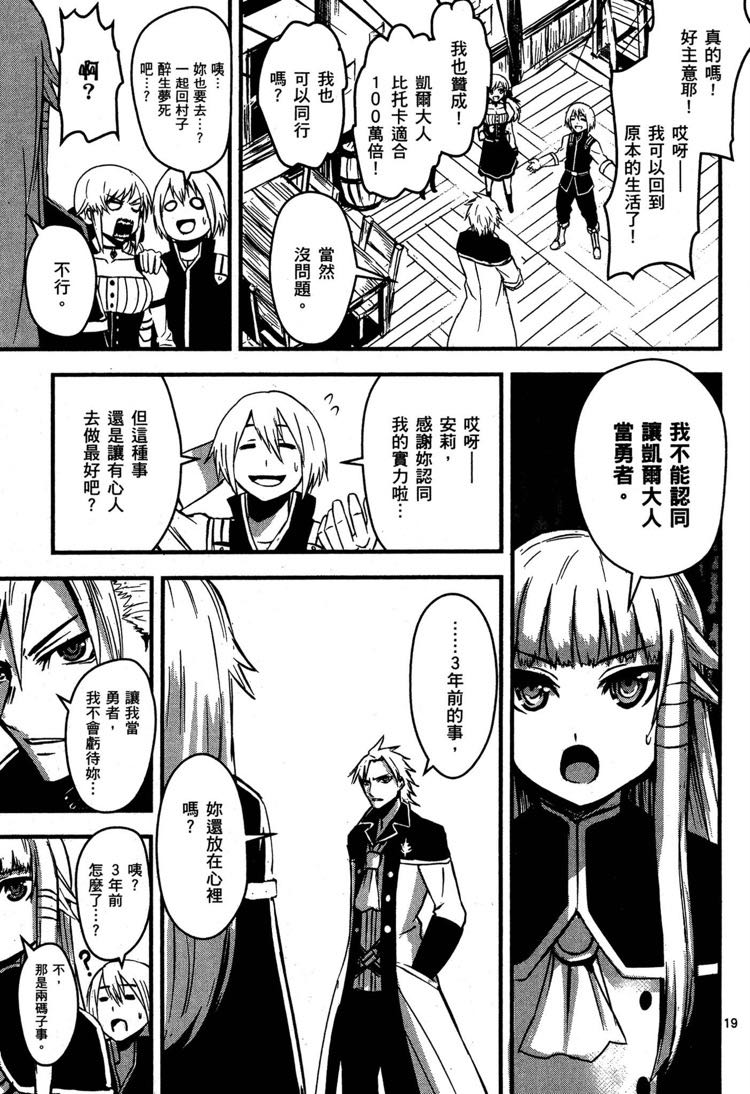 真的嗎！
好主意耶！
哎呀──
我可以回到
原本的生活了！
我也贊成！
凱爾大人
比托卡適合
100萬倍！
我也
可以同行
嗎？
當然
沒問題。
咦…
妳也要去…？
一起回村子
醉生夢死
吧…？
啊？
不行。
我不能認同
讓凱爾大人
當勇者。
哎呀──
安莉，
感謝妳認同
我的實力啦…
但這種事
還是讓有心人
去做最好吧？
……3年前的事，
妳還放在心裡
嗎？
讓我當
勇者，
我不會虧待妳…
咦？
3年前
怎麼了…？
？
不，
那是兩碼子事。
19